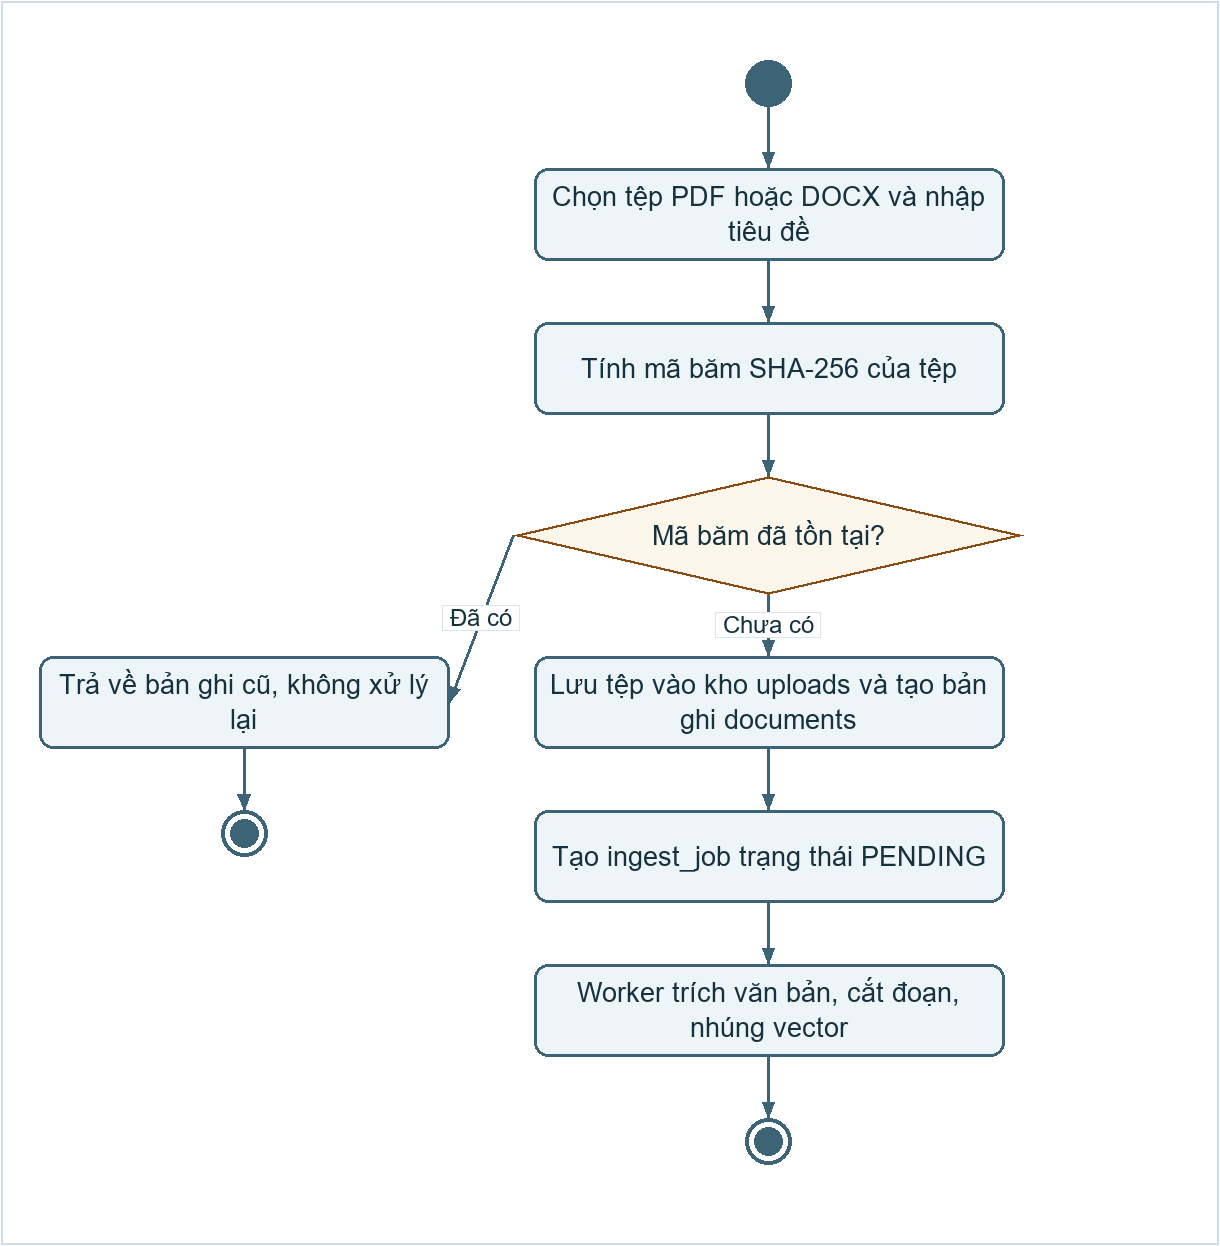 Chọn tệp PDF hoặc DOCX và nhập
tiêu đề
Tính mã băm SHA-256 của tệp
Mã băm đã tồn tại?
Đã có
Chưa có
Trả về bản ghi cũ, không xử lý
lại
Lưu tệp vào kho uploads và tạo bản
ghi documents
Tạo ingest_job trạng thái PENDING
Worker trích văn bản, cắt đoạn,
nhúng vector